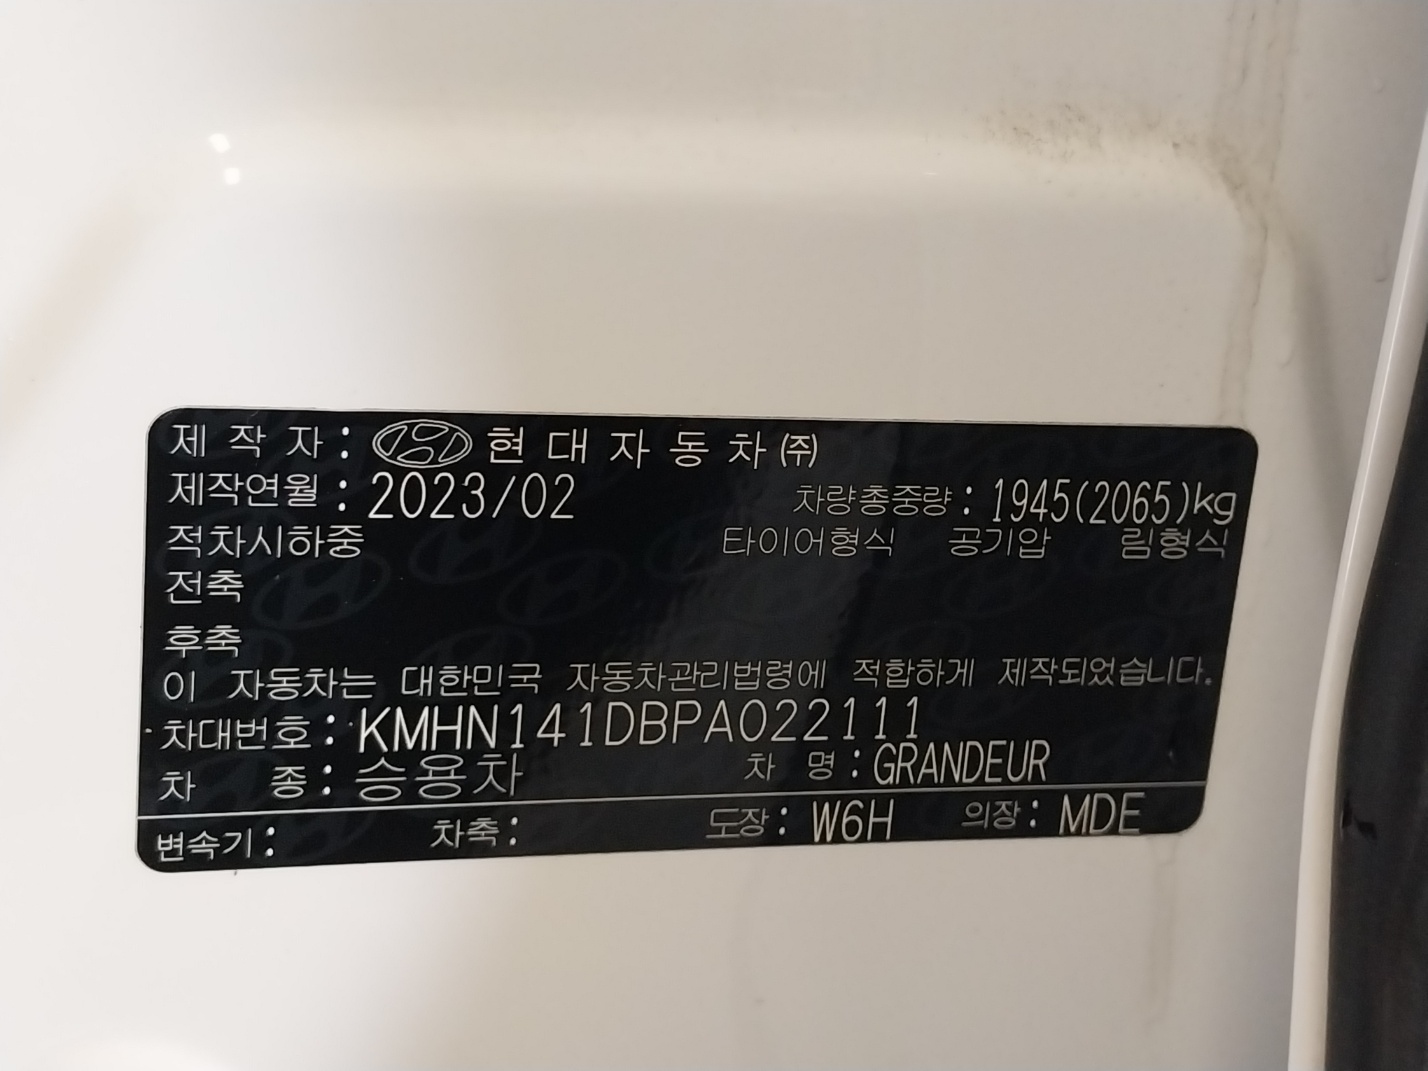 제 작 자 : 현 대 자 동 차 ㈜
제작연월 : 2023/02 차량총중량 : 1945(2065)kg
적차시하중 타이어형식 공기압 림형식
전축
후축
이 자동차는 대한민국 자동차관리법령에 적합하게 제작되었습니다.
차대번호 : KMHN141DBPA022111
차 종 : 승용차 차 명 : GRANDEUR
변속기 : 차축 : 도장 : W6H 의장 : MDE